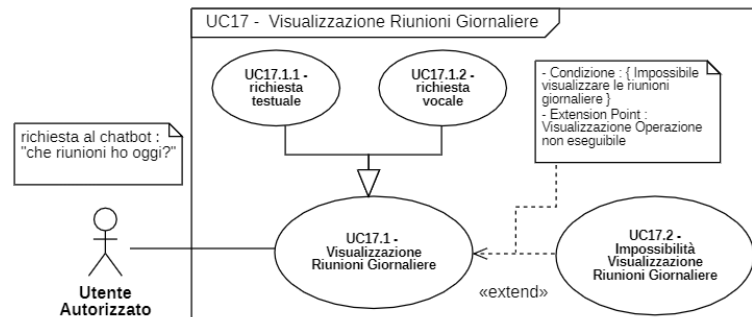 UC17 - Visualizzazione Riunioni Giornaliere
UC17.1.1 -
richiesta
testuale
UC17.1.2 -
richiesta
vocale
- Condizione : { Impossibile
visualizzare le riunioni
giornaliere }
- Extension Point :
Visualizzazione Operazione
non eseguibile
richiesta al chatbot :
"che riunioni ho oggi?"
UC17.1 -
Visualizzazione
Riunioni Giornaliere
UC17.2 -
Impossibilità
Visualizzazione
Riunioni Giornaliere
«extend»
Utente
Autorizzato